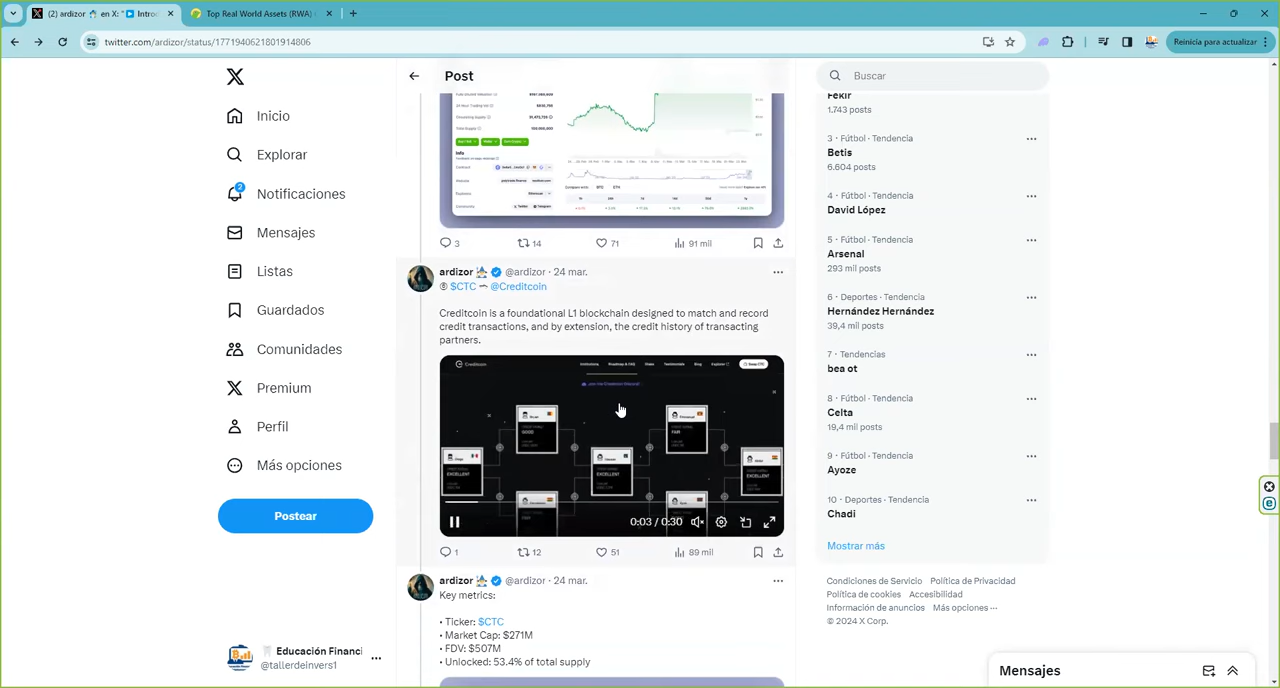 (2) ardizor en X: "Introd
Top Real World Assets (RWA)
twitter.com/ardizor/status/1771940621801914806
Reinicia para actualizar
Inicio
Explorar
2
Notificaciones
Mensajes
Listas
Guardados
Comunidades
Premium
Perfil
Más opciones
Postear
Educación Financi
@tallerdeinvers1
Post
Info
3
14
71
91 mil
ardizor @ardizor · 24 mar.
$CTC @Creditcoin
Creditcoin is a foundational L1 blockchain designed to match and record
credit transactions, and by extension, the credit history of transacting
partners.
Creditcoin
EXCELLENT
EXCELLENT
EXCELLENT
0:03 / 0:30
1
12
51
89 mil
ardizor @ardizor · 24 mar.
Key metrics:
• Ticker: $CTC
• Market Cap: $271M
• FDV: $507M
• Unlocked: 53.4% of total supply
Buscar
Fekir
1.743 posts
3 · Fútbol · Tendencia
Betis
6.604 posts
4 · Fútbol · Tendencia
David López
5 · Fútbol · Tendencia
Arsenal
293 mil posts
6 · Deportes · Tendencia
Hernández Hernández
39,4 mil posts
7 · Tendencias
bea ot
8 · Fútbol · Tendencia
Celta
19,4 mil posts
9 · Fútbol · Tendencia
Ayoze
10 · Deportes · Tendencia
Chadi
Mostrar más
Condiciones de Servicio Política de Privacidad
Política de cookies Accesibilidad
Información de anuncios Más opciones ···
© 2024 X Corp.
Mensajes